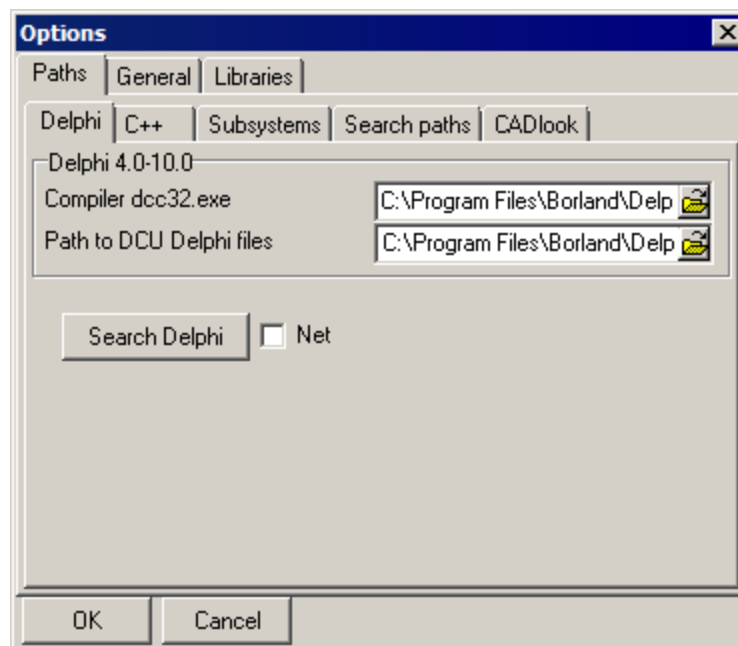 Options
Paths General Libraries
Delphi C++ Subsystems Search paths CADlook
Delphi 4.0-10.0
Compiler dcc32.exe C:\Program Files\Borland\Delp
Path to DCU Delphi files C:\Program Files\Borland\Delp
Search Delphi Net
OK Cancel